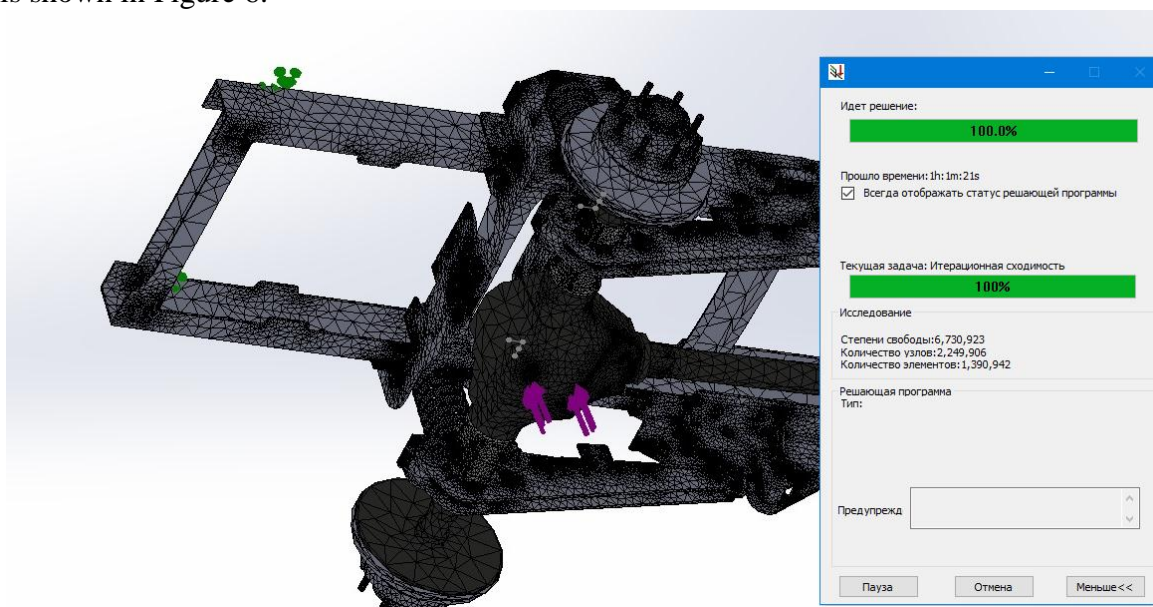 is shown in Figure 6.
Идет решение:
100.0%
Прошло времени:1h:1m:21s
Всегда отображать статус решающей программы
Текущая задача: Итерационная сходимость
100%
Исследование
Степени свободы:6,730,923
Количество узлов:2,249,906
Количество элементов:1,390,942
Решающая программа
Тип:
Предупрежд
Пауза
Отмена
Меньше<<